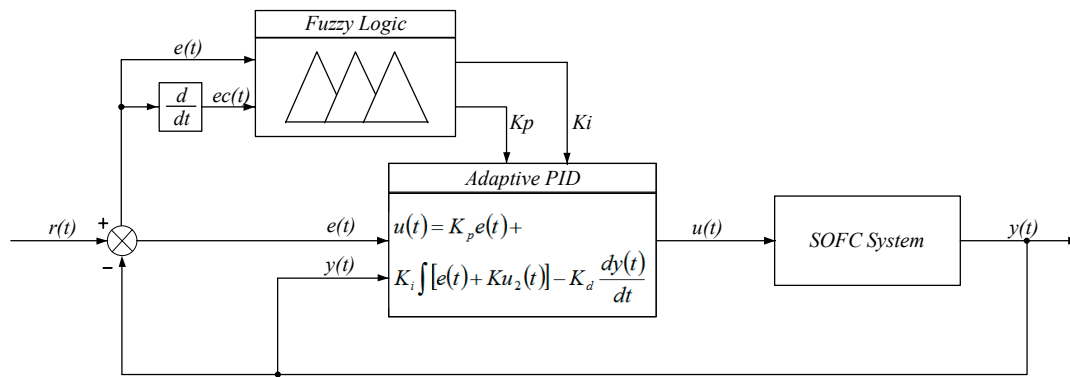 Fuzzy Logic
e(t)
d
dt
ec(t)
Kp
Ki
Adaptive PID
r(t)
+
−
e(t)
y(t)
u(t) = K_p e(t) +
K_i ∫ [e(t) + Ku_2(t)] − K_d dy(t)/dt
u(t)
SOFC System
y(t)